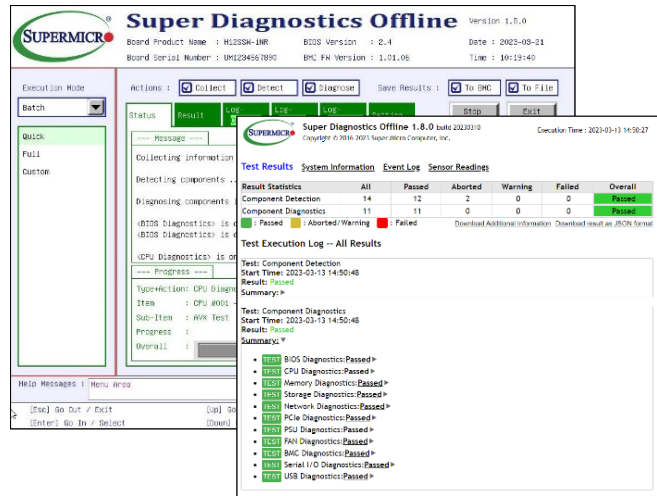 SUPERMICR
®
Super Diagnostics Offline Version 1.8.0
Board Product Name : H12SSW-iNR BIOS Version : 2.4 Date : 2023-03-21
Board Serial Number : UM1234567890 BMC FW Version : 1.01.06 Time : 10:19:40
Execution Mode
Batch
Quick
Full
Custom
Actions : Collect Detect Diagnose Save Results : To BMC To File
Status Result Log- Log- Log- Stop Exit
--- Message ---
Collecting information
Detecting components ..
Diagnosing components
<BIOS Diagnostics> is
<BIOS Diagnostics> is
<CPU Diagnostics> is on
--- Progress ---
Type+Action: CPU Diagno
Item : CPU #001 -
Sub-Item : AVX Test
Progress :
Overall :
Help Messages : Menu Area
[Esc] Go Out / Exit [Up] Go
[Enter] Go In / Select [Down]
SUPERMICR
Super Diagnostics Offline 1.8.0 build 20230310 Execution Time : 2023-03-13 14:50:27
Copyright © 2016-2023 Super Micro Computer, Inc.
Test Results System Information Event Log Sensor Readings
Result Statistics All Passed Aborted Warning Failed Overall
Component Detection 14 12 2 0 0 Passed
Component Diagnostics 11 11 0 0 0 Passed
: Passed : Aborted/Warning : Failed Download Additional Information Download result as JSON format
Test Execution Log -- All Results
Test: Component Detection
Start Time: 2023-03-13 14:50:48
Result: Passed
Summary:
Test: Component Diagnostics
Start Time: 2023-03-13 14:50:48
Result: Passed
Summary:
TEST BIOS Diagnostics:Passed
TEST CPU Diagnostics:Passed
TEST Memory Diagnostics:Passed
TEST Storage Diagnostics:Passed
TEST Network Diagnostics:Passed
TEST PCIe Diagnostics:Passed
TEST PSU Diagnostics:Passed
TEST FAN Diagnostics:Passed
TEST BMC Diagnostics:Passed
TEST Serial I/O Diagnostics:Passed
TEST USB Diagnostics:Passed